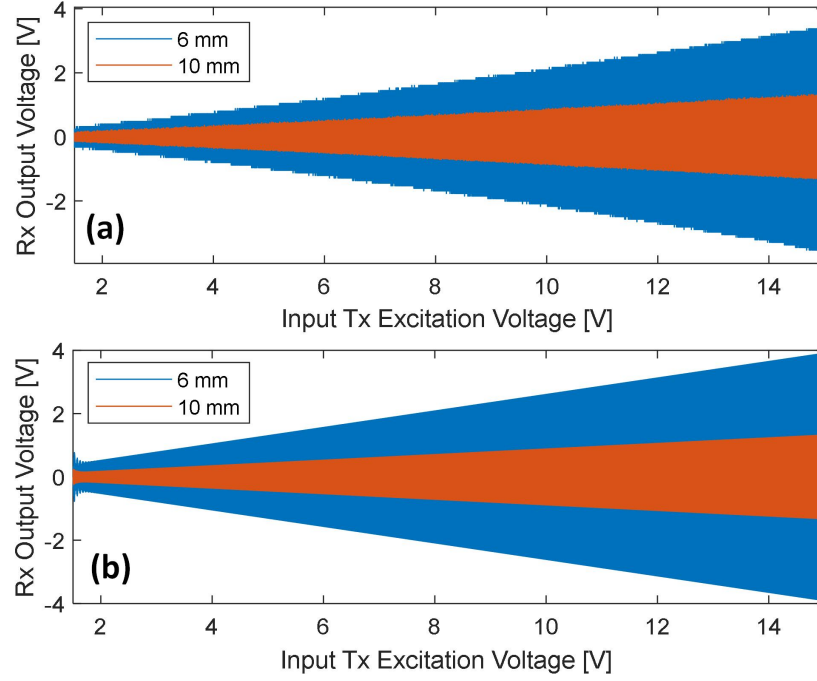 4
2
0
-2
Rx Output Voltage [V]
6 mm
10 mm
(a)
2 4 6 8 10 12 14
Input Tx Excitation Voltage [V]
4
2
0
-2
-4
Rx Output Voltage [V]
6 mm
10 mm
(b)
2 4 6 8 10 12 14
Input Tx Excitation Voltage [V]